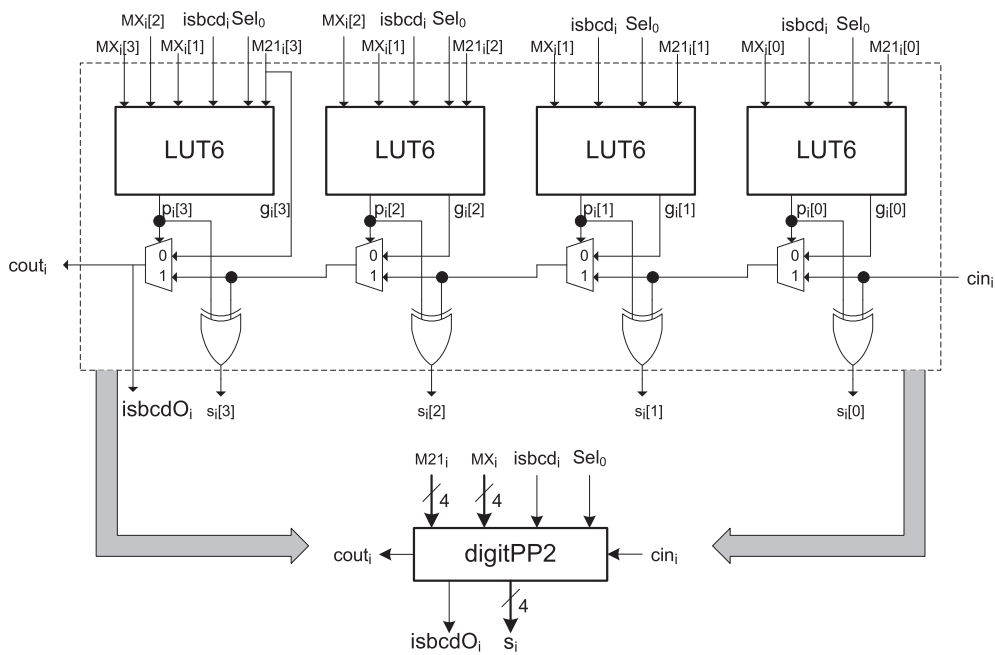 MXᵢ[2] isbcdᵢ Sel₀ MXᵢ[2] isbcdᵢ Sel₀ isbcdᵢ Sel₀ isbcdᵢ Sel₀
MXᵢ[3] MXᵢ[1] M21ᵢ[3] MXᵢ[1] M21ᵢ[2] MXᵢ[1] M21ᵢ[1] MXᵢ[0] M21ᵢ[0]
LUT6 LUT6 LUT6 LUT6
pᵢ[3] gᵢ[3] pᵢ[2] gᵢ[2] pᵢ[1] gᵢ[1] pᵢ[0] gᵢ[0]
0 0 0 0
coutᵢ 1 1 1 1 cinᵢ
isbcdOᵢ sᵢ[3] sᵢ[2] sᵢ[1] sᵢ[0]
M21ᵢ MXᵢ isbcdᵢ Sel₀
4 4
coutᵢ digitPP2 cinᵢ
4
isbcdOᵢ sᵢ